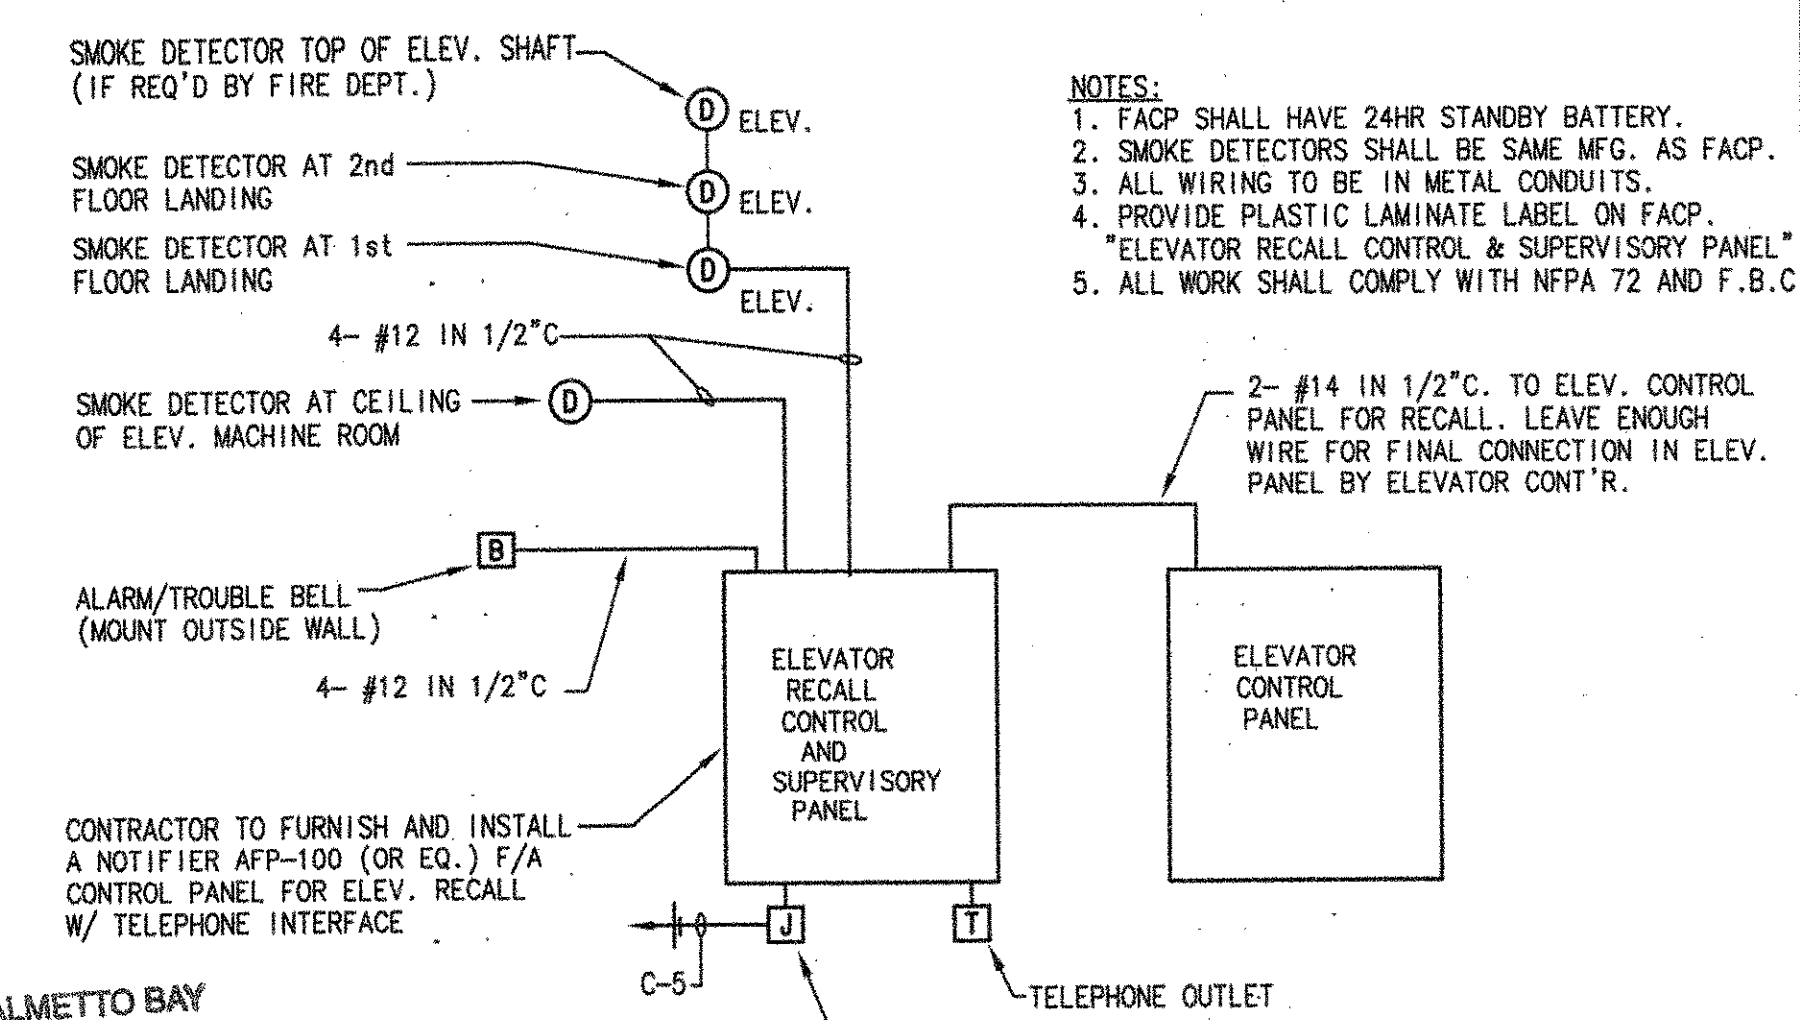 SMOKE DETECTOR TOP OF ELEV. SHAFT
(IF REQ'D BY FIRE DEPT.)
D ELEV.
SMOKE DETECTOR AT 2nd
FLOOR LANDING
D ELEV.
SMOKE DETECTOR AT 1st
FLOOR LANDING
D
ELEV.
NOTES:
1. FACP SHALL HAVE 24HR STANDBY BATTERY.
2. SMOKE DETECTORS SHALL BE SAME MFG. AS FACP.
3. ALL WIRING TO BE IN METAL CONDUITS.
4. PROVIDE PLASTIC LAMINATE LABEL ON FACP.
"ELEVATOR RECALL CONTROL & SUPERVISORY PANEL"
5. ALL WORK SHALL COMPLY WITH NFPA 72 AND F.B.C
4- #12 IN 1/2"C
SMOKE DETECTOR AT CEILING
OF ELEV. MACHINE ROOM
D
2- #14 IN 1/2"C. TO ELEV. CONTROL
PANEL FOR RECALL. LEAVE ENOUGH
WIRE FOR FINAL CONNECTION IN ELEV.
PANEL BY ELEVATOR CONT'R.
B
ALARM/TROUBLE BELL
(MOUNT OUTSIDE WALL)
4- #12 IN 1/2"C
ELEVATOR
RECALL
CONTROL
AND
SUPERVISORY
PANEL
ELEVATOR
CONTROL
PANEL
CONTRACTOR TO FURNISH AND INSTALL
A NOTIFIER AFP-100 (OR EQ.) F/A
CONTROL PANEL FOR ELEV. RECALL
W/ TELEPHONE INTERFACE
J
T
C-5
TELEPHONE OUTLET
ALMETTO BAY